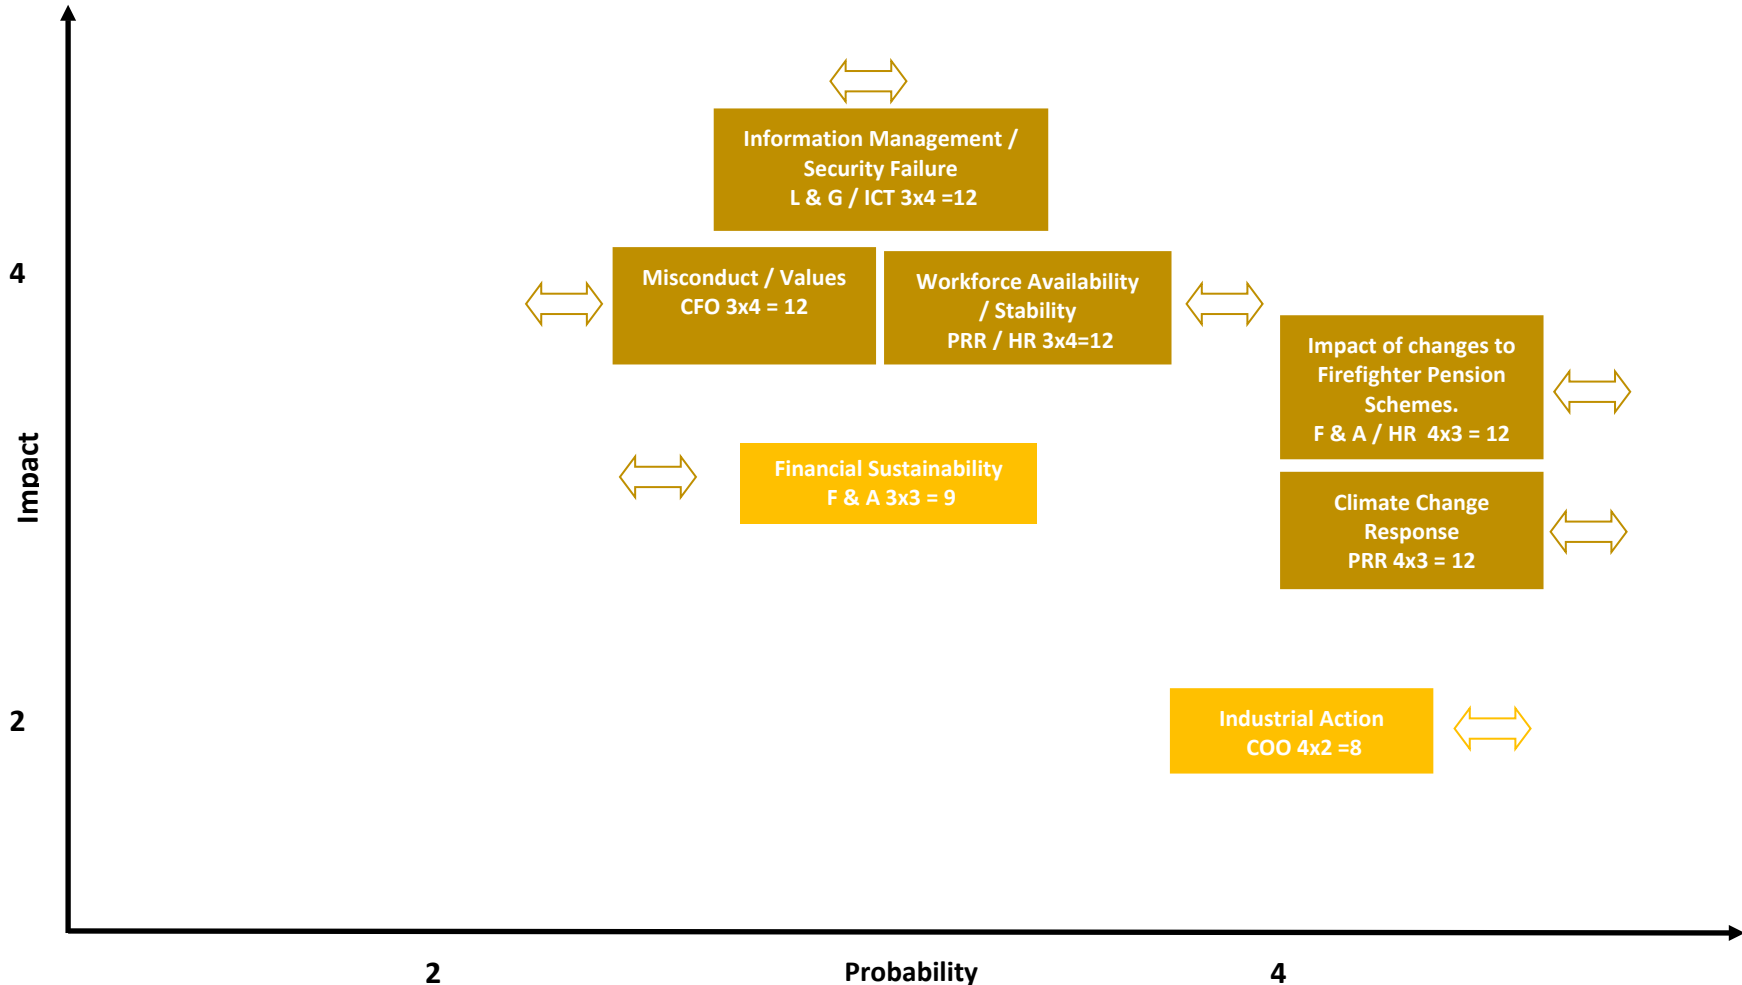 Information Management /
Security Failure
L & G / ICT 3x4 =12
4
Misconduct / Values
CFO 3x4 = 12
Workforce Availability
/ Stability
PRR / HR 3x4=12
Impact of changes to
Firefighter Pension
Schemes.
F & A / HR 4x3 = 12
Impact
Financial Sustainability
F & A 3x3 = 9
Climate Change
Response
PRR 4x3 = 12
2
Industrial Action
COO 4x2 =8
2
Probability
4